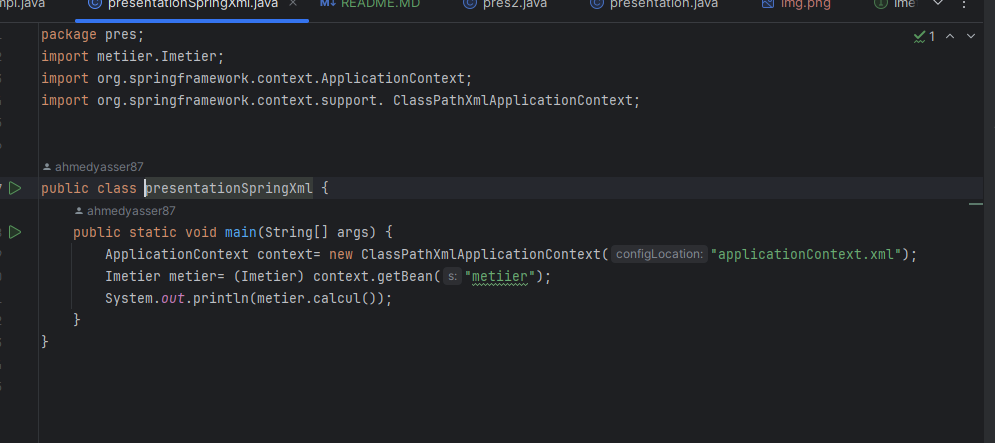 mpl.java presentationSpringXml.java × README.MD pres2.java presentation.java img.png Ime
package pres;
1
import metiier.Imetier;
import org.springframework.context.ApplicationContext;
import org.springframework.context.support. ClassPathXmlApplicationContext;
ahmedyasser87
public class presentationSpringXml {
ahmedyasser87
public static void main(String[] args) {
ApplicationContext context= new ClassPathXmlApplicationContext( configLocation: "applicationContext.xml");
Imetier metier= (Imetier) context.getBean( s: "metiier");
System.out.println(metier.calcul());
}
}